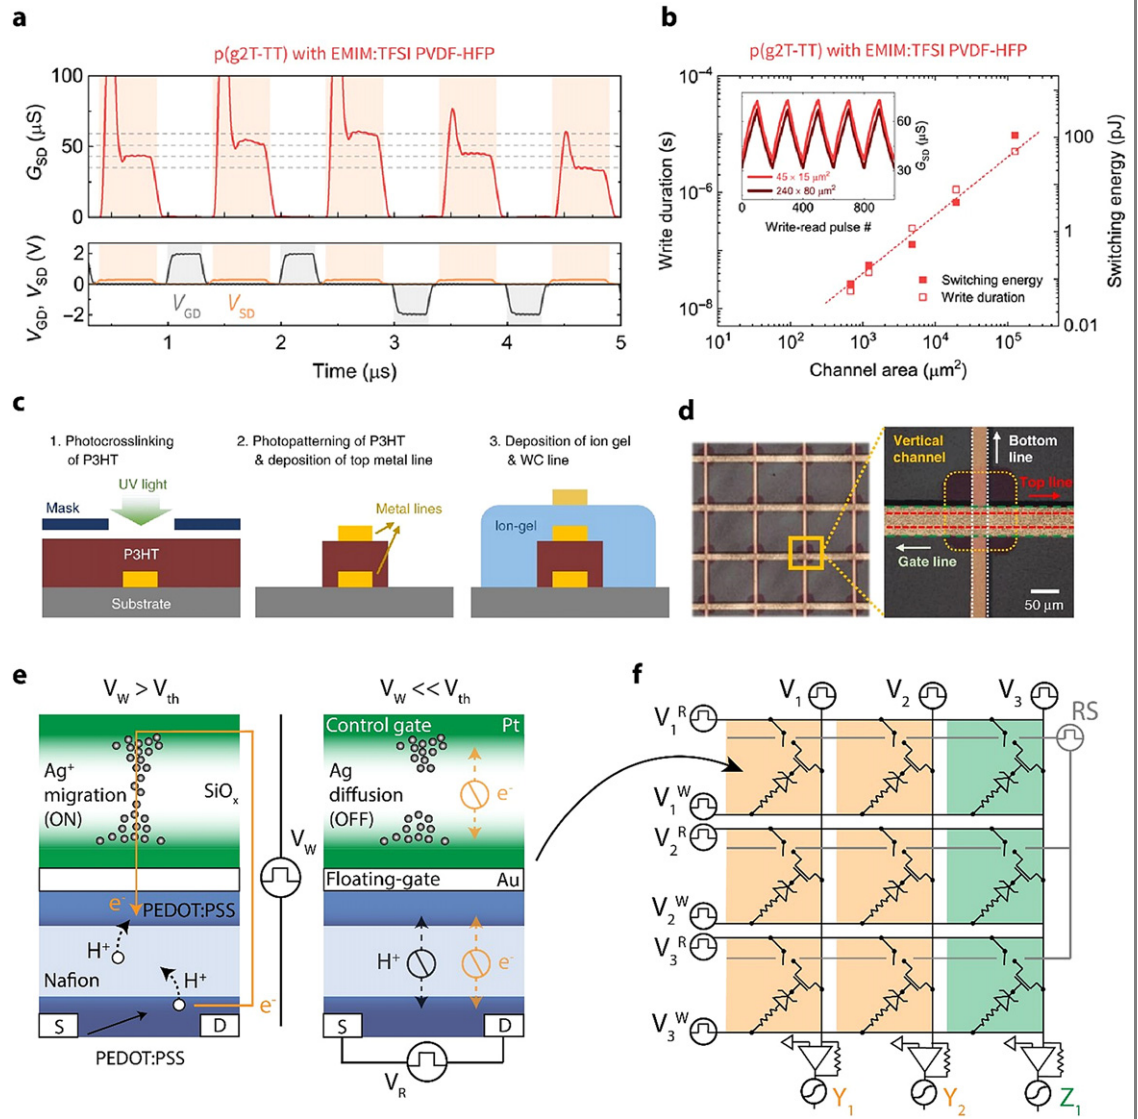 a
p(g2T-TT) with EMIM:TFSI PVDF-HFP
G_SD (μS)
100
50
0
V_GD, V_SD (V)
2
0
−2
V_GD
V_SD
1
2
3
4
5
Time (μs)
b
p(g2T-TT) with EMIM:TFSI PVDF-HFP
Write duration (s)
10^-4
10^-6
10^-7
10^-8
Switching energy (pJ)
100
1
0.01
G_SD (μS)
60
30
45 × 15 μm²
240 × 80 μm²
0
400
800
Write-read pulse #
Switching energy
Write duration
10^1
10^2
10^3
10^4
10^5
Channel area (μm²)
c
1. Photocrosslinking
of P3HT
UV light
Mask
P3HT
Substrate
2. Photopatterning of P3HT
& deposition of top metal line
Metal lines
3. Deposition of ion gel
& WC line
Ion-gel
d
Vertical
channel
Bottom
line
Top line
Gate line
50 μm
e
V_W > V_th
V_W << V_th
Ag⁺
migration
(ON)
SiO_x
e⁻
PEDOT:PSS
H⁺
H⁺
Nafion
e⁻
S
D
PEDOT:PSS
V_W
Control gate
Pt
Ag
diffusion
(OFF)
e⁻
Floating-gate
Au
H⁺
e⁻
S
D
V_R
f
V_1
V_2
V_3
RS
V_1^R
V_1^W
V_2^R
V_2^W
V_3^R
V_3^W
Y_1
Y_2
Z_1